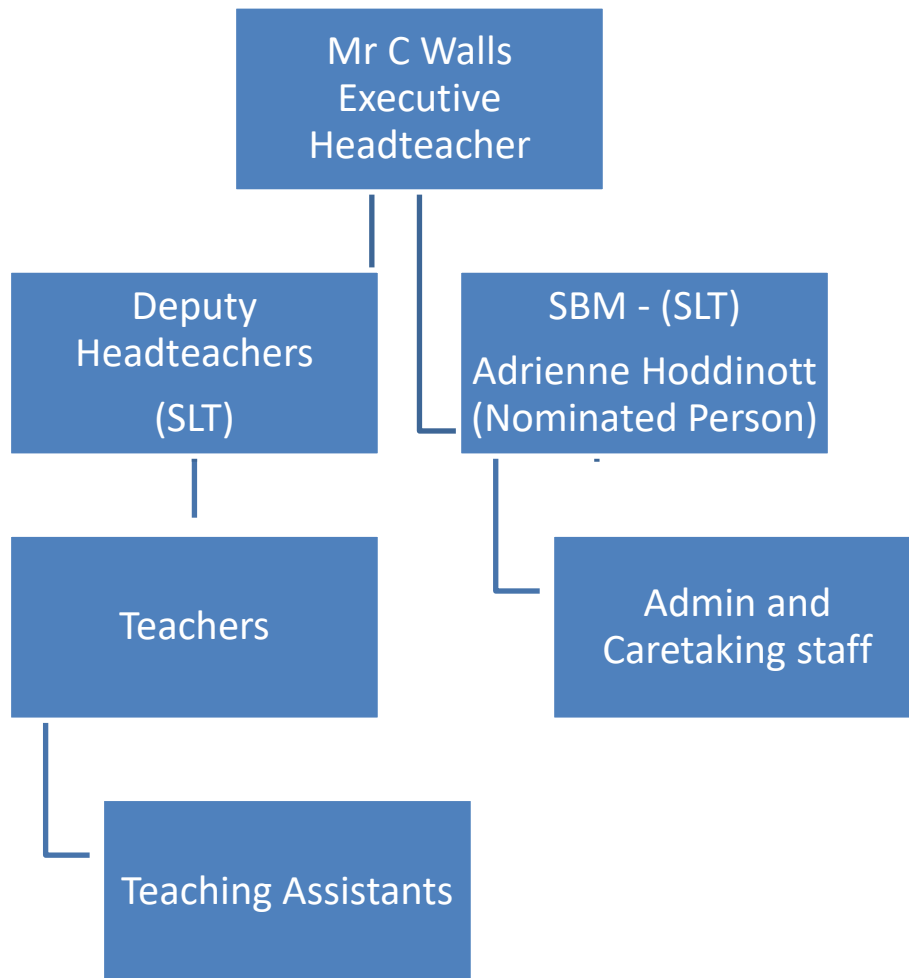 Mr C Walls
Executive
Headteacher
Deputy
Headteachers
(SLT)
SBM - (SLT)
Adrienne Hoddinott
(Nominated Person)
Teachers
Admin and
Caretaking staff
Teaching Assistants